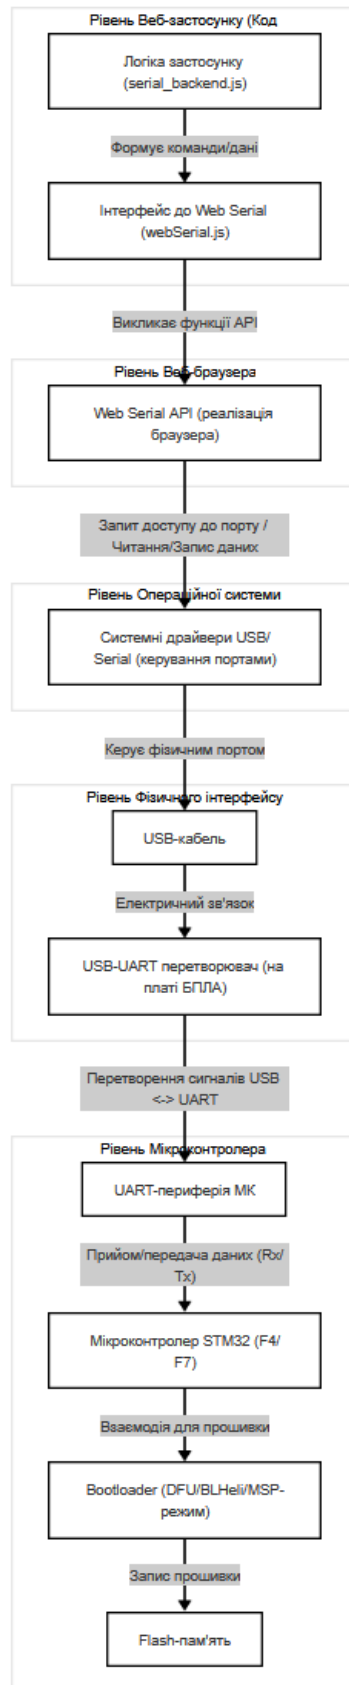 Рівень Веб-застосунку (Код
Логіка застосунку
(serial_backend.js)
Формує команди/дані
Інтерфейс до Web Serial
(webSerial.js)
Викликає функції API
Рівень Веб-браузера
Web Serial API (реалізація
браузера)
Запит доступу до порту /
Читання/Запис даних
Рівень Операційної системи
Системні драйвери USB/
Serial (керування портами)
Керує фізичним портом
Рівень Фізичного інтерфейсу
USB-кабель
Електричний зв'язок
USB-UART перетворювач (на
платі БПЛА)
Перетворення сигналів USB
<-> UART
Рівень Мікроконтролера
UART-периферія МК
Прийом/передача даних (Rx/
Tx)
Мікроконтролер STM32 (F4/
F7)
Взаємодія для прошивки
Bootloader (DFU/BLHeli/MSP-
режим)
Запис прошивки
Flash-пам'ять